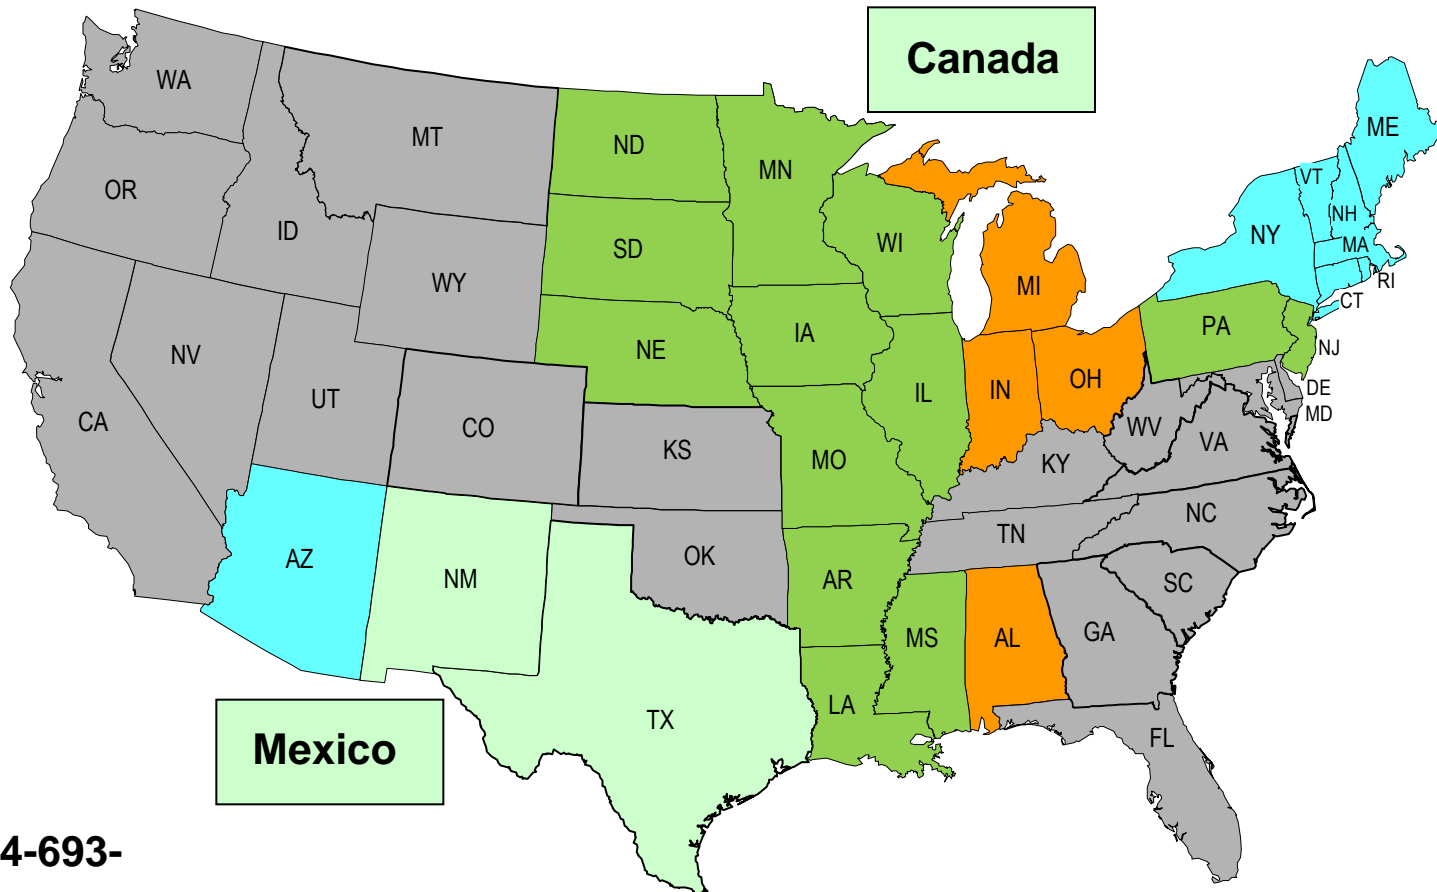 Canada
WA
MT
ND
MN
ME
OR
ID
SD
WI
VT
NH
NY
MA
WY
MI
RI
CT
NV
NE
IA
PA
NJ
CA
UT
CO
IL
IN
OH
DE
MD
KS
MO
KY
WV
VA
AZ
NM
OK
AR
TN
NC
SC
MS
AL
GA
TX
LA
FL
Mexico
4-693-